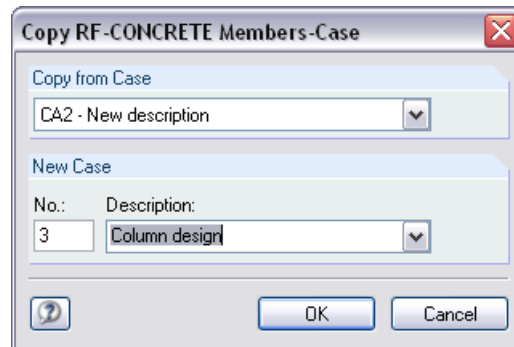 Copy RF-CONCRETE Members-Case
Copy from Case
CA2 - New description
New Case
No.: Description:
3 Column design
OK Cancel